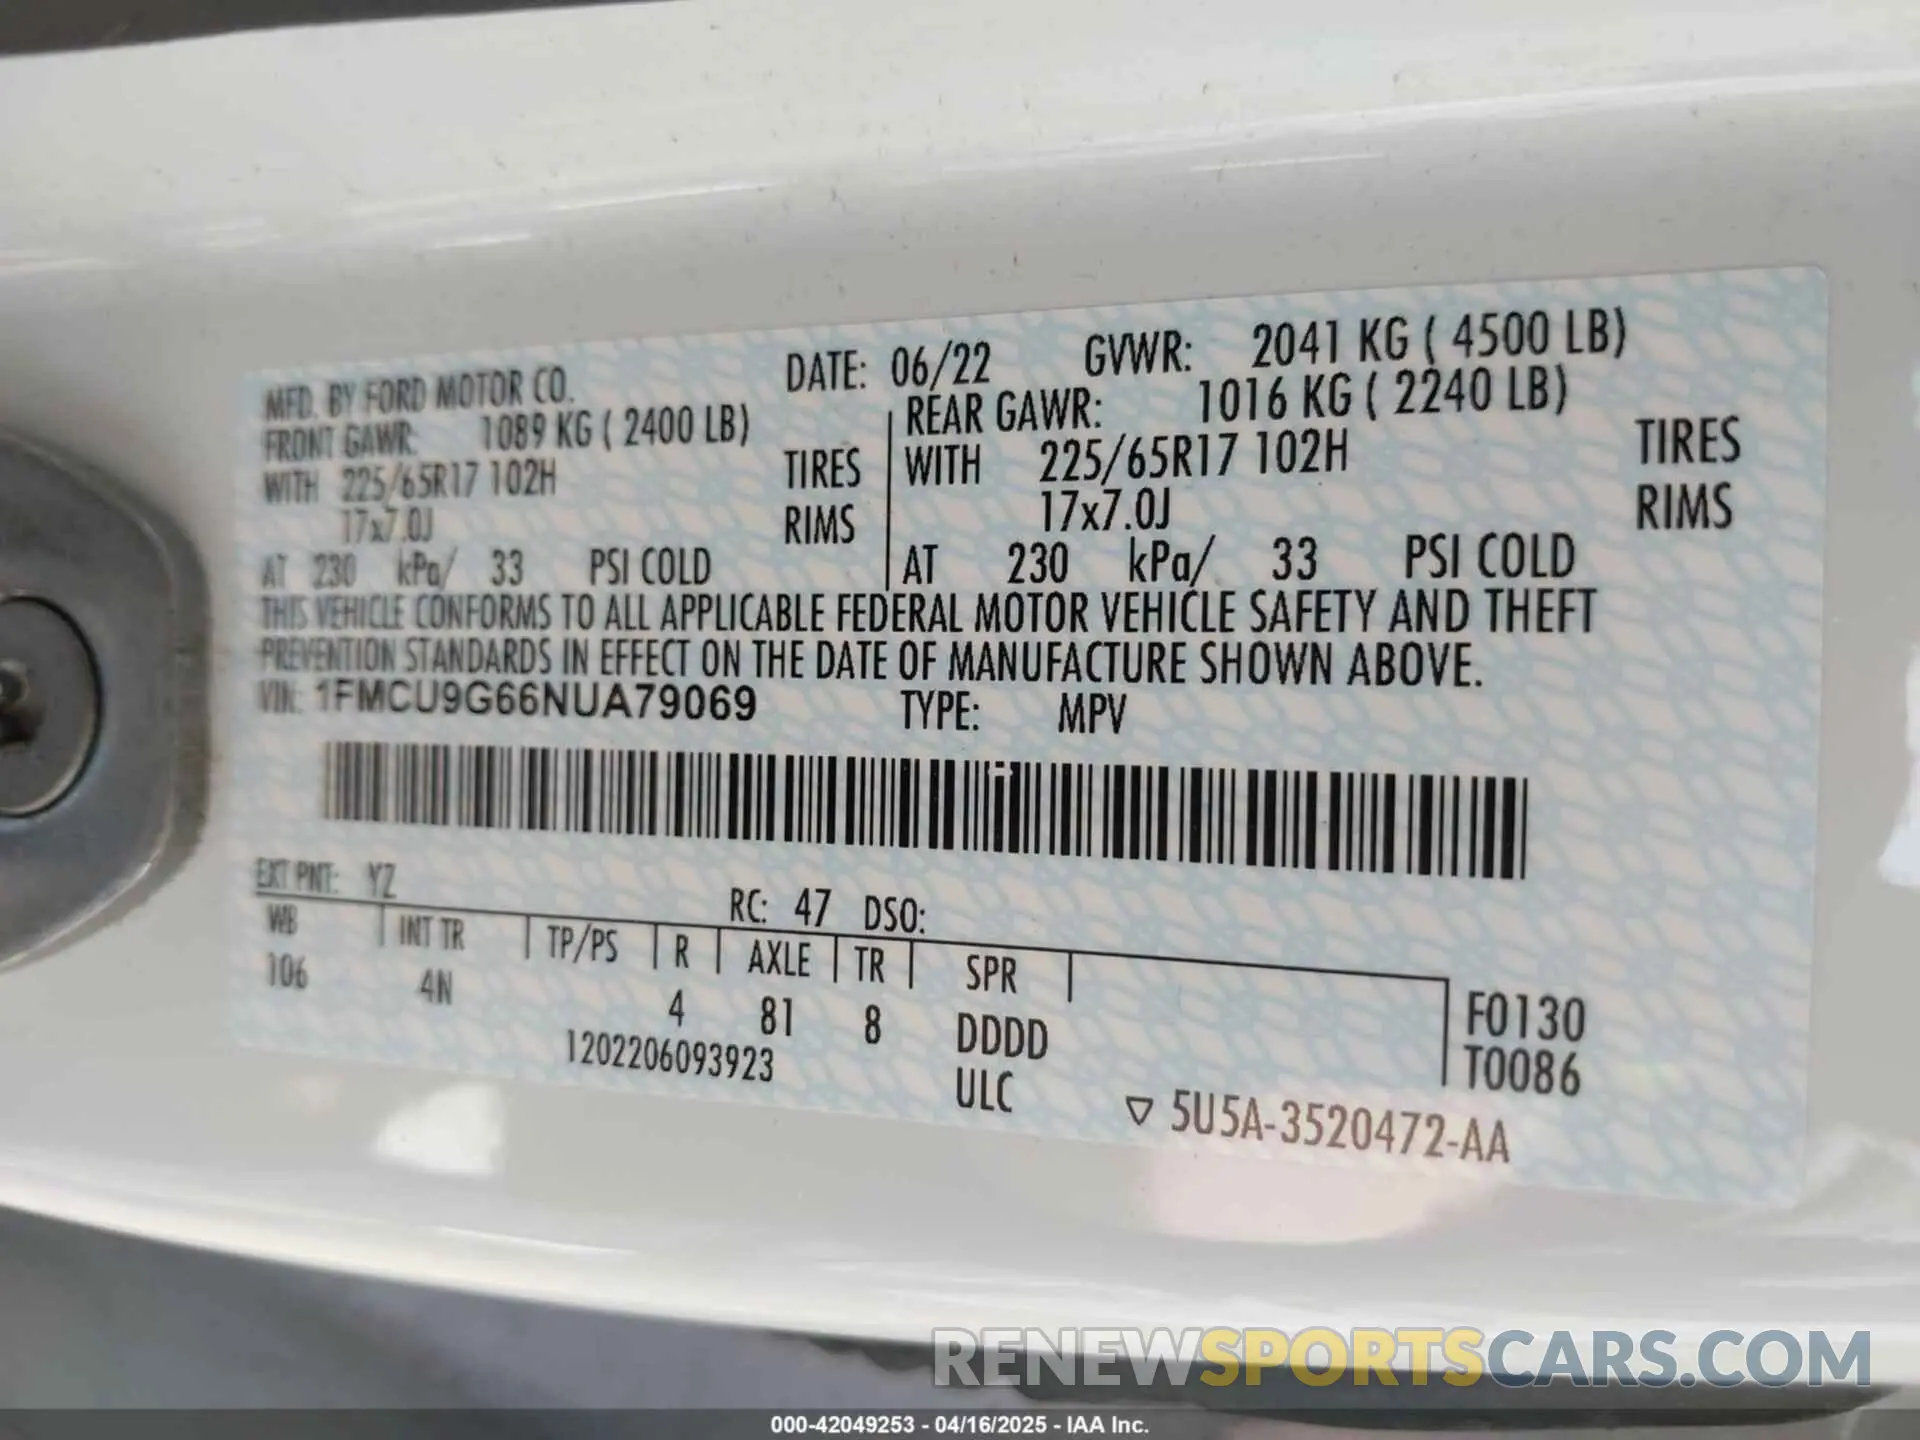 MFD. BY FORD MOTOR CO. DATE: 06/22 GVWR: 2041 KG ( 4500 LB)
FRONT GAWR: 1089 KG ( 2400 LB) REAR GAWR: 1016 KG ( 2240 LB)
WITH 225/65R17 102H TIRES WITH 225/65R17 102H TIRES
17x7.0J RIMS 17x7.0J RIMS
AT 230 kPa/ 33 PSI COLD AT 230 kPa/ 33 PSI COLD
THIS VEHICLE CONFORMS TO ALL APPLICABLE FEDERAL MOTOR VEHICLE SAFETY AND THEFT
PREVENTION STANDARDS IN EFFECT ON THE DATE OF MANUFACTURE SHOWN ABOVE.
VIN: 1FMCU9G66NUA79069 TYPE: MPV
EXT PNT: YZ RC: 47 DSO:
WB INT TR TP/PS R AXLE TR SPR
106 4N 4 81 8 DDDD F0130
1202206093923 ULC T0086
▽ 5U5A-3520472-AA
RENEWSPORTSCARS.COM
000-42049253 - 04/16/2025 - IAA Inc.